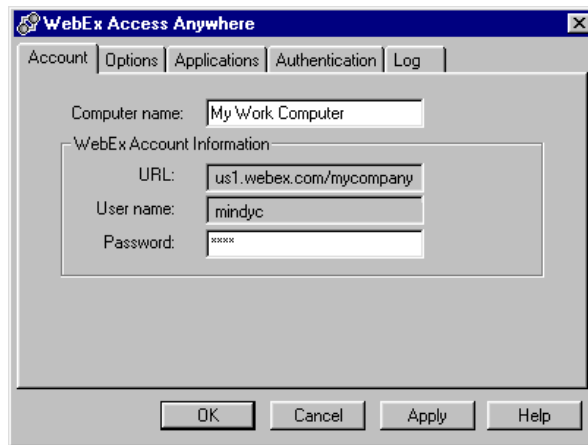 WebEx Access Anywhere
Account Options Applications Authentication Log
Computer name: My Work Computer
WebEx Account Information
URL: us1.webex.com/mycompany
User name: mindyc
Password: ****
OK Cancel Apply Help